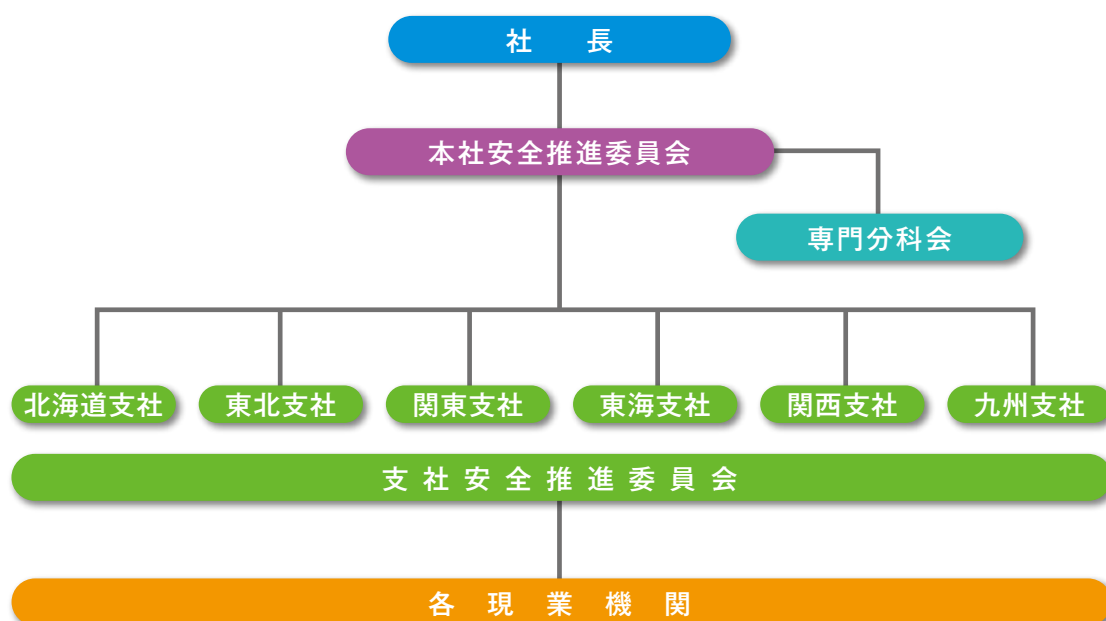 社長
本社安全推進委員会
専門分科会
北海道支社
東北支社
関東支社
東海支社
関西支社
九州支社
支社安全推進委員会
各現業機関